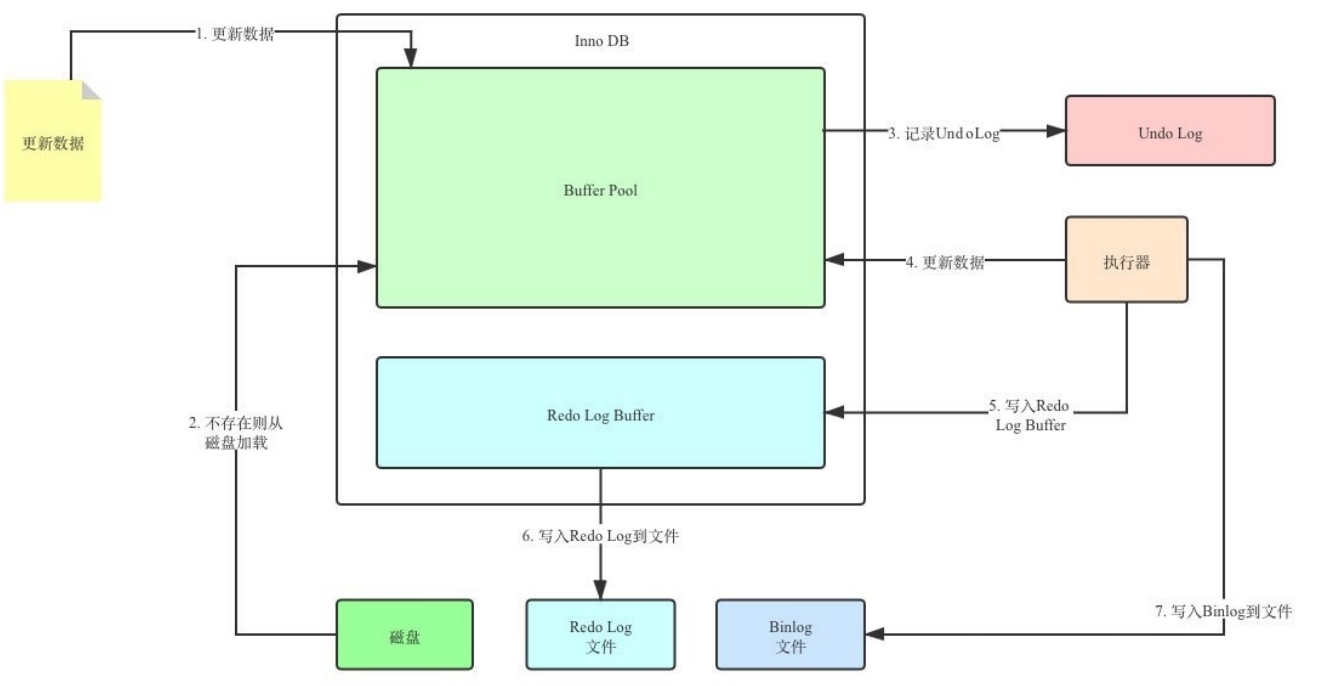 1. 更新数据
Inno DB
更新数据
3. 记录UndoLog
Undo Log
Buffer Pool
4. 更新数据
执行器
2. 不存在则从
磁盘加载
Redo Log Buffer
5. 写入Redo
Log Buffer
6. 写入Redo Log到文件
7. 写入Binlog到文件
磁盘
Redo Log
文件
Binlog
文件